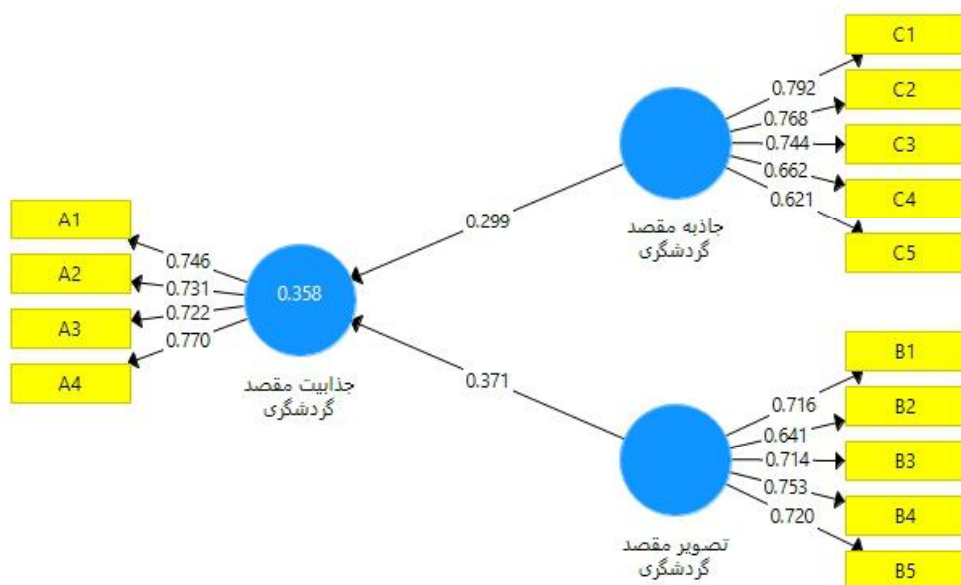 C1
C2
C3
C4
C5
0.792
0.768
0.744
0.662
0.621
جاذبه مقصد
گردشگری
0.299
A1
A2
A3
A4
0.746
0.731
0.722
0.770
0.358
جذابیت مقصد
گردشگری
0.371
B1
B2
B3
B4
B5
0.716
0.641
0.714
0.753
0.720
تصویر مقصد
گردشگری